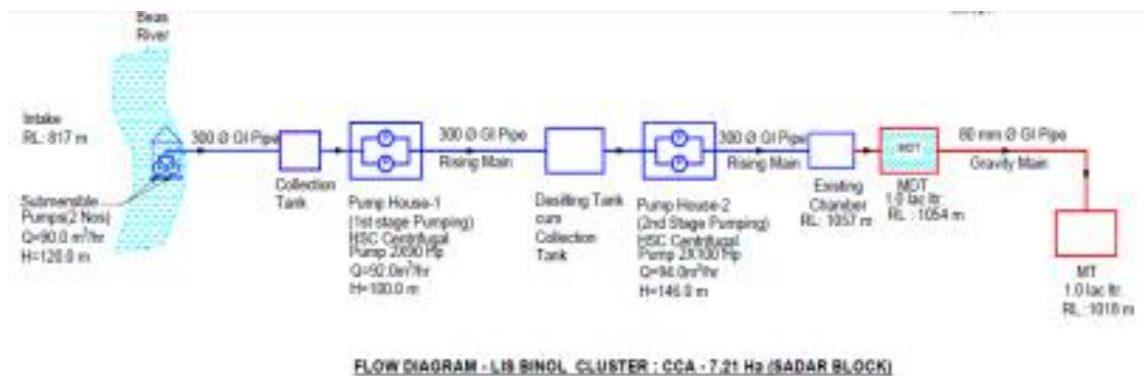 Beas
River
Intake
RL: 817 m
300 Ø GI Pipe
Submersible
Pumps(2 Nos)
Q=90.0 m³/hr
H=120.0 m
Collection
Tank
Pump House-1
(1st stage Pumping)
HSC Centrifugal
Pump 2X90 Hp
Q=92.0m³/hr
H=100.0 m
300 Ø GI Pipe
Rising Main
Desilting Tank
cum
Collection
Tank
Pump House-2
(2nd Stage Pumping)
HSC Centrifugal
Pump 2X100 Hp
Q=94.0m³/hr
H=146.0 m
300 Ø GI Pipe
Rising Main
Existing
Chamber
RL: 1057 m
MDT
MDT
1.0 lac ltr.
RL : 1054 m
80 mm Ø GI Pipe
Gravity Main
MT
1.0 lac ltr.
RL :1018 m
FLOW DIAGRAM - LIS BINOL CLUSTER : CCA - 7.21 Ha (SADAR BLOCK)